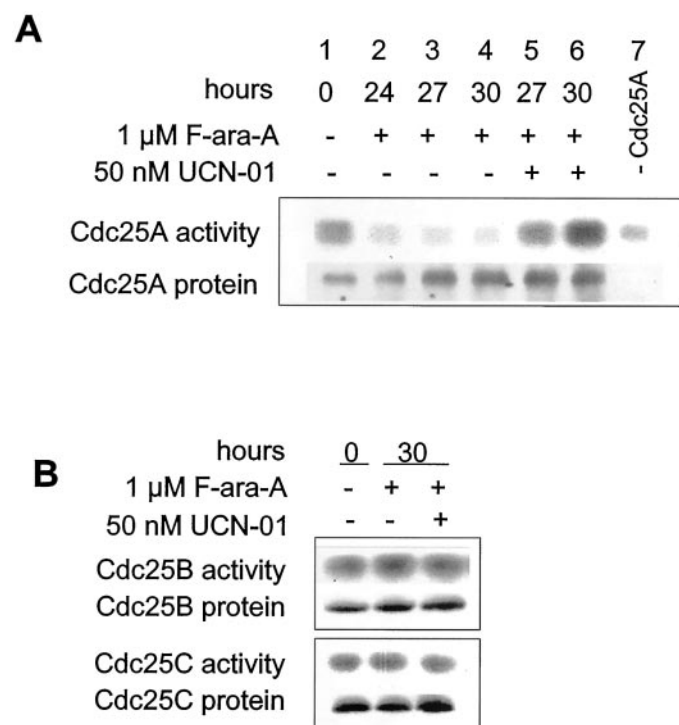 A
1 2 3 4 5 6 7
hours 0 24 27 30 27 30 - Cdc25A
1 µM F-ara-A - + + + + +
50 nM UCN-01 - - - - + +
Cdc25A activity
Cdc25A protein
B
hours 0 30
1 µM F-ara-A - + +
50 nM UCN-01 - - +
Cdc25B activity
Cdc25B protein
Cdc25C activity
Cdc25C protein